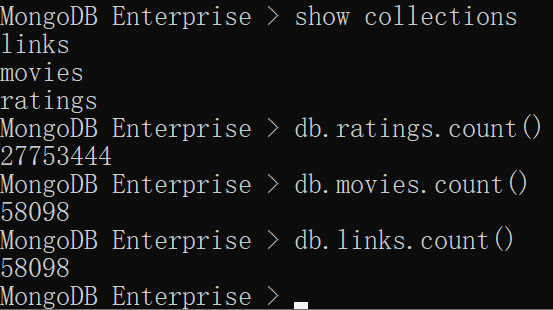 MongoDB Enterprise > show collections
links
movies
ratings
MongoDB Enterprise > db.ratings.count()
27753444
MongoDB Enterprise > db.movies.count()
58098
MongoDB Enterprise > db.links.count()
58098
MongoDB Enterprise >